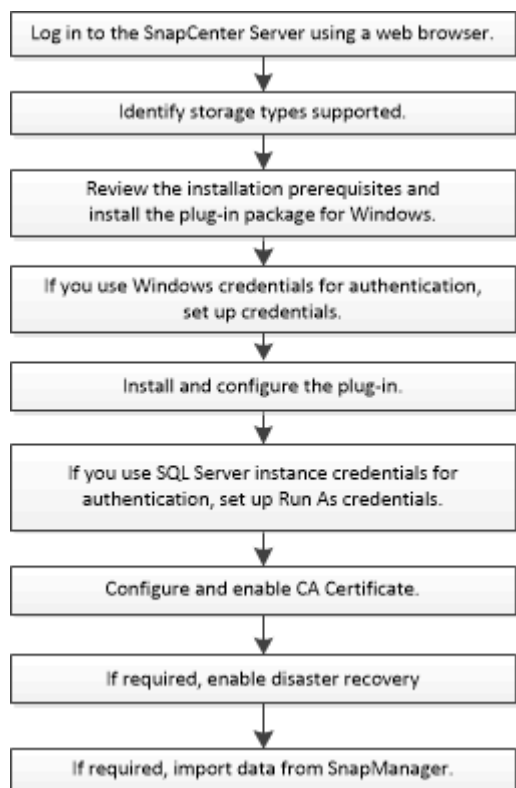 Log in to the SnapCenter Server using a web browser.
Identify storage types supported.
Review the installation prerequisites and
install the plug-in package for Windows.
If you use Windows credentials for authentication,
set up credentials.
Install and configure the plug-in.
If you use SQL Server instance credentials for
authentication, set up Run As credentials.
Configure and enable CA Certificate.
If required, enable disaster recovery
If required, import data from SnapManager.